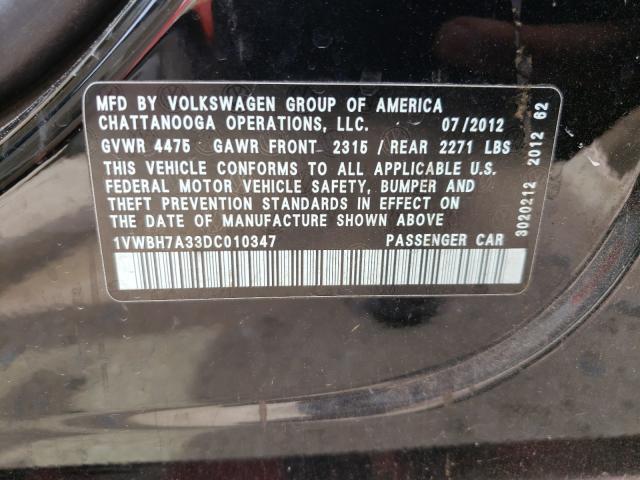 MFD BY VOLKSWAGEN GROUP OF AMERICA
CHATTANOOGA OPERATIONS, LLC. 07/2012
GVWR 4475 GAWR FRONT 2315 / REAR 2271 LBS
THIS VEHICLE CONFORMS TO ALL APPLICABLE U.S.
FEDERAL MOTOR VEHICLE SAFETY, BUMPER AND
THEFT PREVENTION STANDARDS IN EFFECT ON
THE DATE OF MANUFACTURE SHOWN ABOVE
1VWBH7A33DC010347 PASSENGER CAR
3020212 2012 62